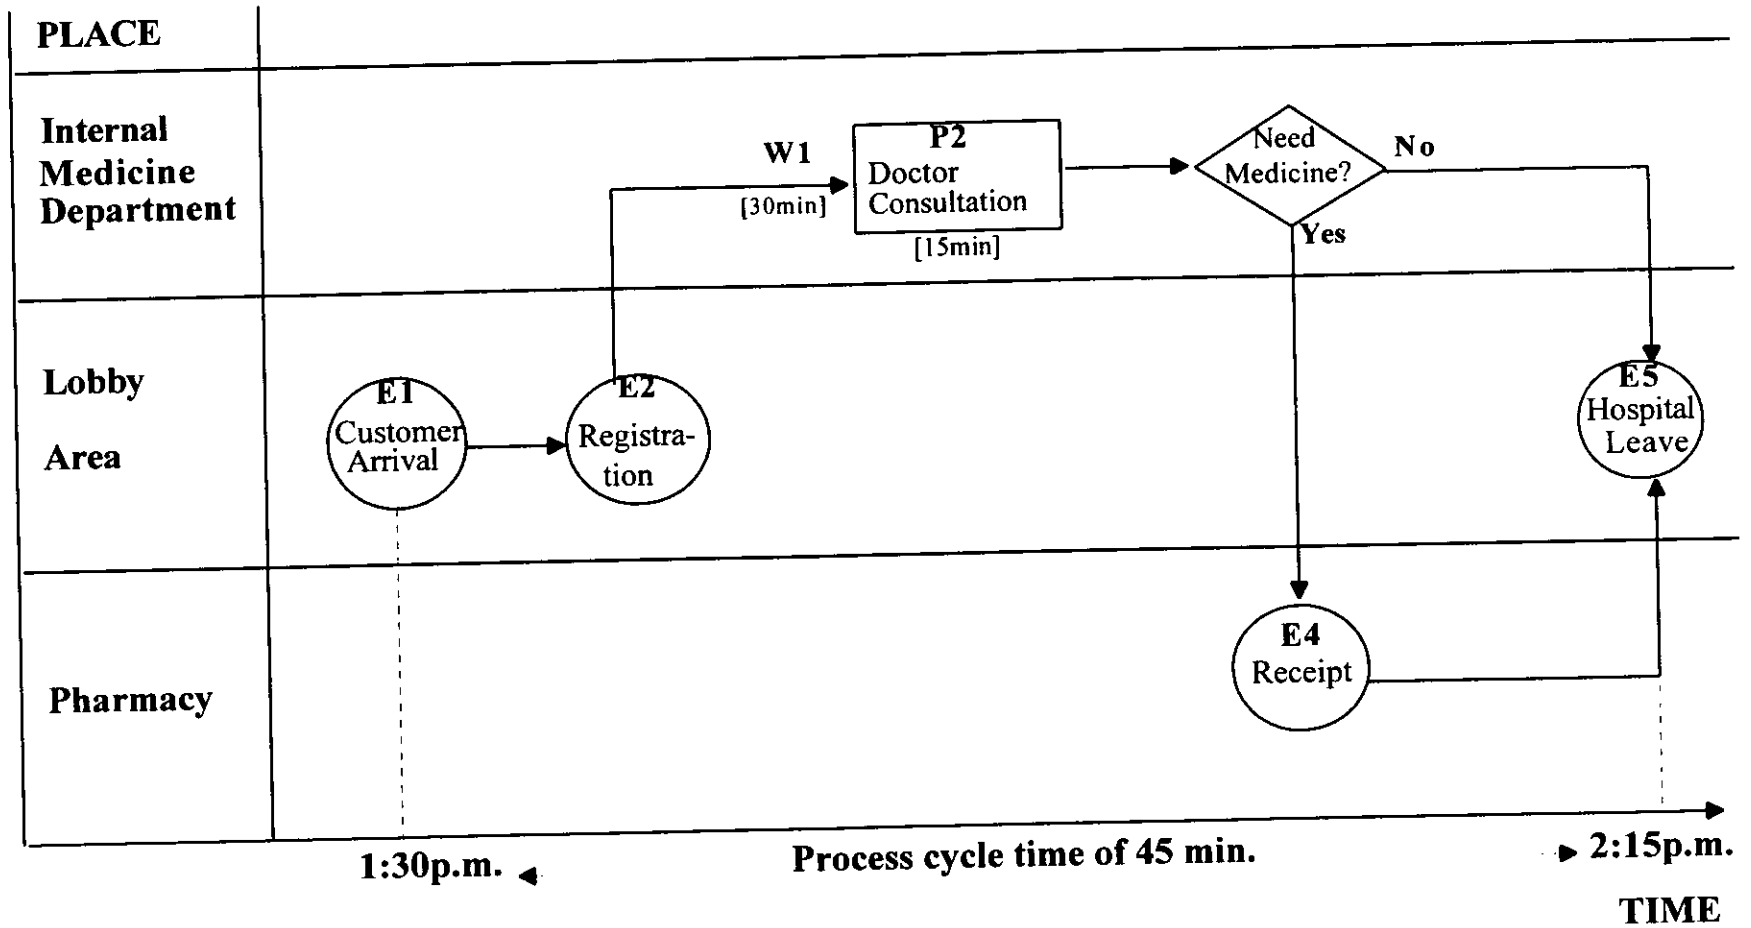 PLACE
Internal
Medicine
Department
W1
[30min]
P2
Doctor
Consultation
[15min]
Need
Medicine?
No
Yes
Lobby
Area
E1
Customer
Arrival
E2
Registra-
tion
E5
Hospital
Leave
Pharmacy
E4
Receipt
1:30p.m.
Process cycle time of 45 min.
2:15p.m.
TIME